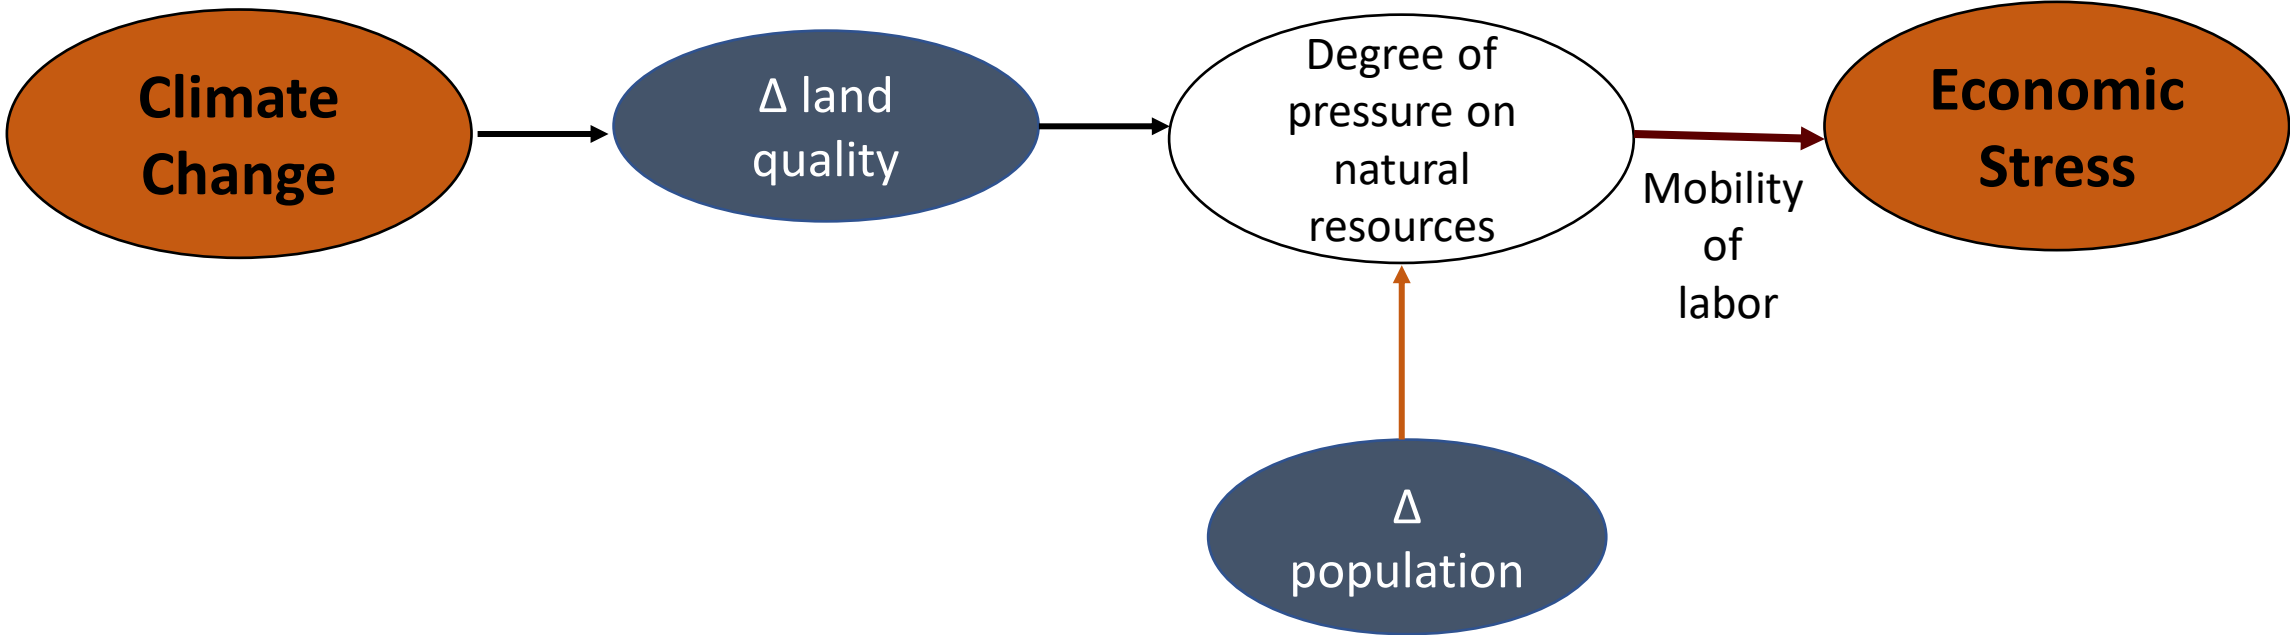 Climate
Change
Δ land
quality
Degree of
pressure on
natural
resources
Mobility
of
labor
Economic
Stress
Δ
population